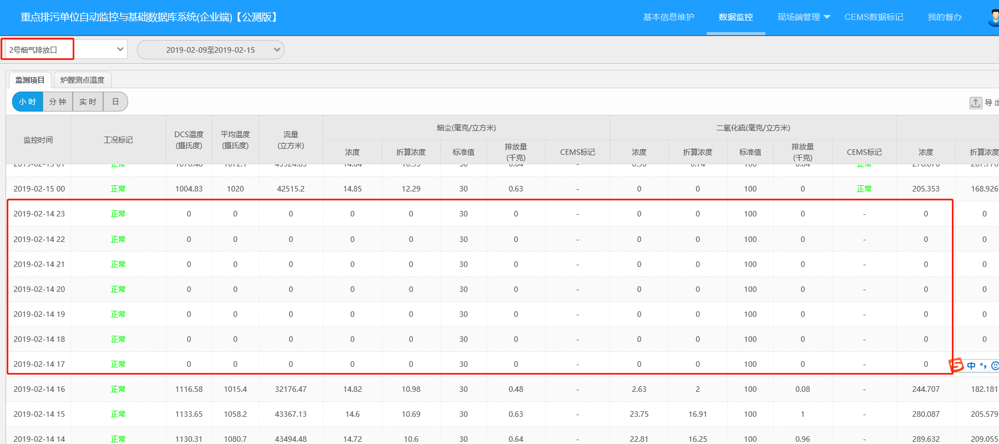 重点排污单位自动监控与基础数据库系统(企业端)【公测版】 基本信息维护 数据监控 现场端管理 CEMS数据标记 我的督办
2号烟气排放口 2019-02-09至2019-02-15
监测项目 炉膛测点温度
小时 分钟 实时 日 导出
监控时间 工况标记 DCS温度(摄氏度) 平均温度(摄氏度) 流量(立方米) 烟尘(毫克/立方米) 二氧化硫(毫克/立方米)
浓度 折算浓度 标准值 排放量(千克) CEMS标记 浓度 折算浓度 标准值 排放量(千克) CEMS标记 浓度 折算浓度
2019-02-15 00 正常 1004.83 1020 42515.2 14.85 12.29 30 0.63 - 0 0 100 0 正常 205.353 168.926
2019-02-14 23 正常 0 0 0 0 0 30 0 - 0 0 100 0 - 0 0
2019-02-14 22 正常 0 0 0 0 0 30 0 - 0 0 100 0 - 0 0
2019-02-14 21 正常 0 0 0 0 0 30 0 - 0 0 100 0 - 0 0
2019-02-14 20 正常 0 0 0 0 0 30 0 - 0 0 100 0 - 0 0
2019-02-14 19 正常 0 0 0 0 0 30 0 - 0 0 100 0 - 0 0
2019-02-14 18 正常 0 0 0 0 0 30 0 - 0 0 100 0 - 0 0
2019-02-14 17 正常 0 0 0 0 0 30 0 - 0 0 100 0 - 0 中
2019-02-14 16 正常 1116.58 1015.4 32176.47 14.82 10.98 30 0.48 - 2.63 2 100 0.08 - 244.707 182.181
2019-02-14 15 正常 1133.65 1058.2 43367.13 14.6 10.69 30 0.63 - 23.75 16.91 100 1 - 280.087 205.579
2019-02-14 14 正常 1130.31 1080.7 43494.48 14.72 10.6 30 0.64 - 22.81 16.25 100 0.96 - 289.632 209.055